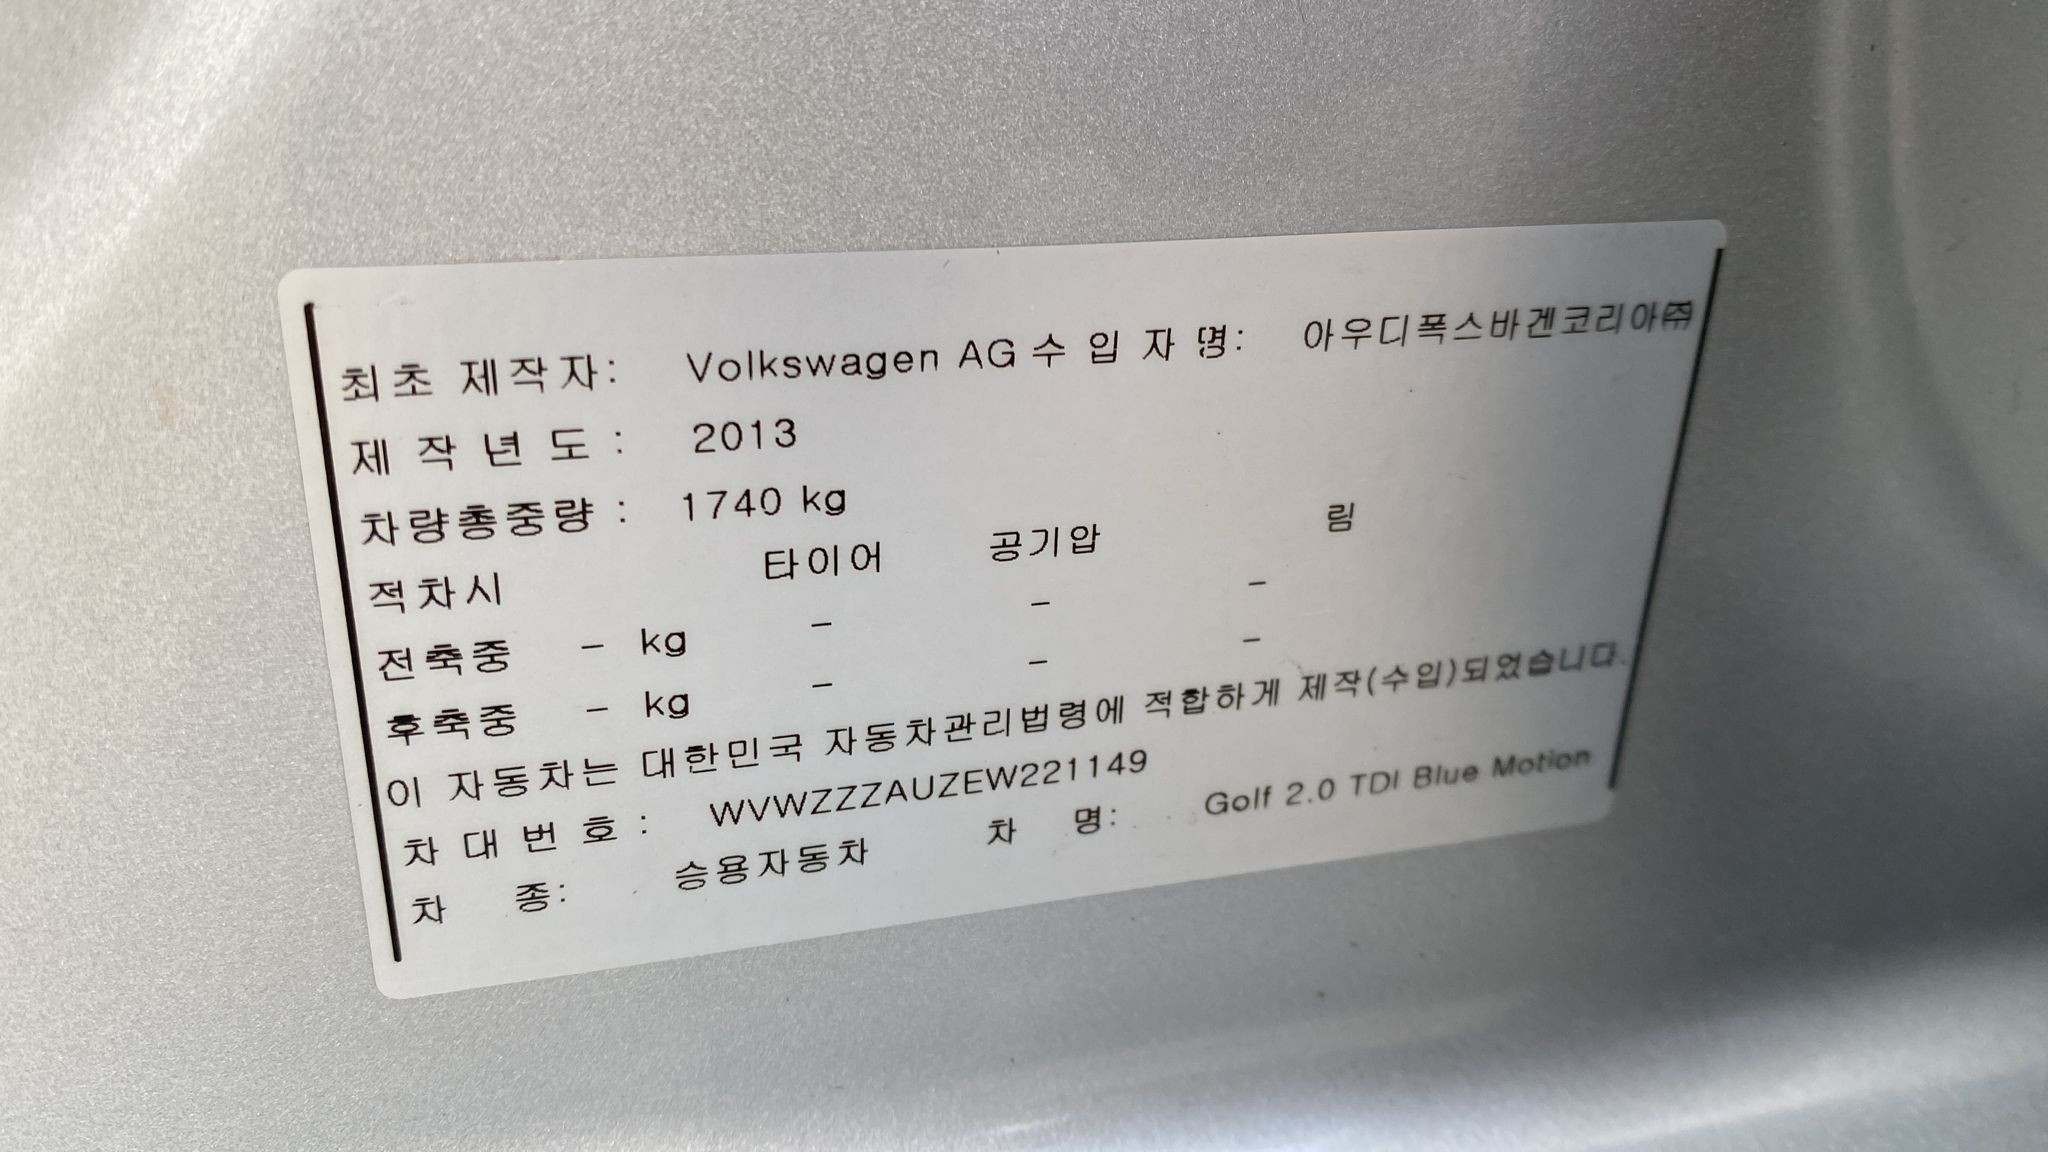 최초 제작자: Volkswagen AG 수 입 자 명: 아우디폭스바겐코리아㈜
제 작 년 도 : 2013
차량총중량 : 1740 kg
적차시 타이어 공기압 림
전축중 - kg - - -
후축중 - kg - - -
이 자동차는 대한민국 자동차관리법령에 적합하게 제작(수입)되었습니다.
차 대 번 호 : WVWZZZAUZEW221149
차 종: 승용자동차 차 명: Golf 2.0 TDI Blue Motion